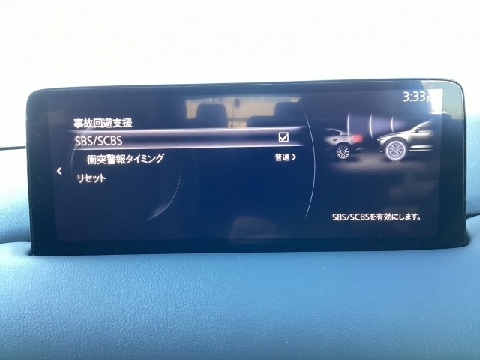 3:33
事故回避支援
SBS/SCBS
衝突警報タイミング
普通
リセット
SBS/SCBSを有効にします。